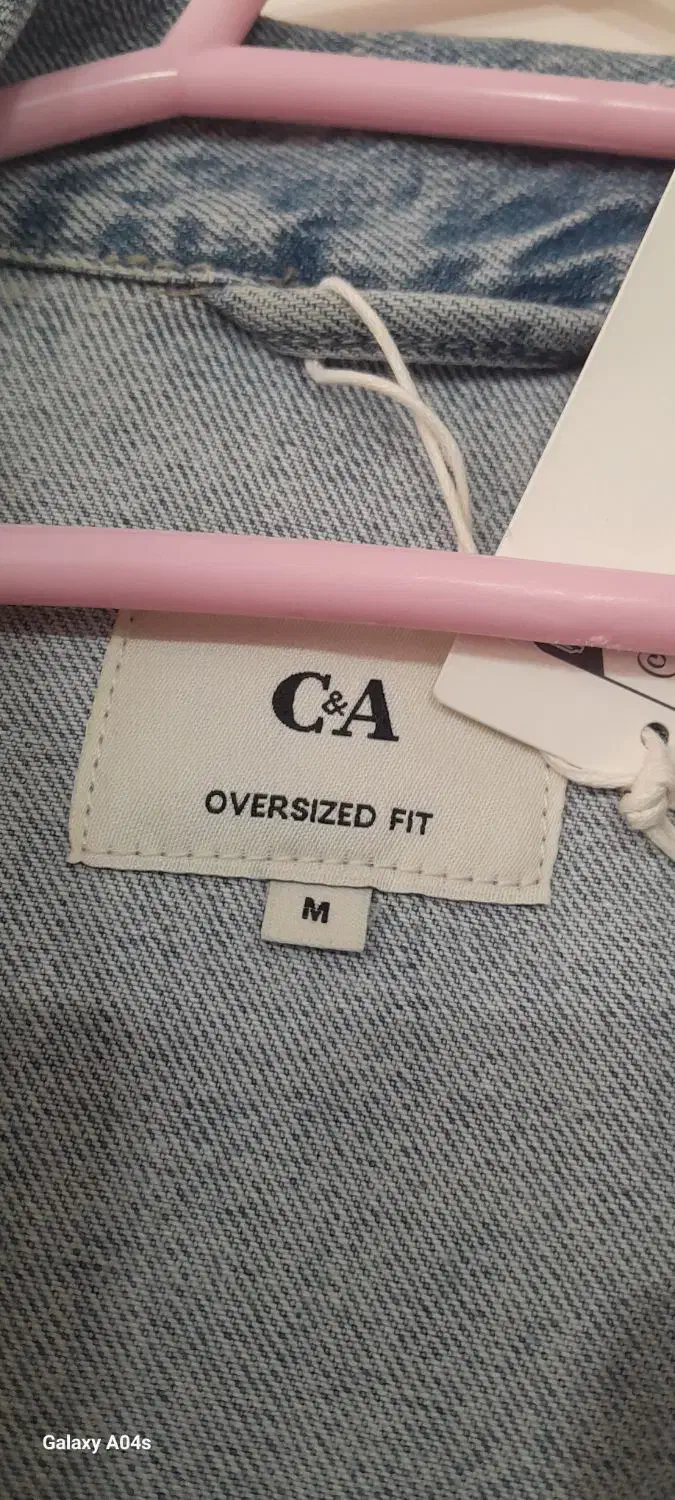 C&A
OVERSIZED FIT
M
Galaxy A04s